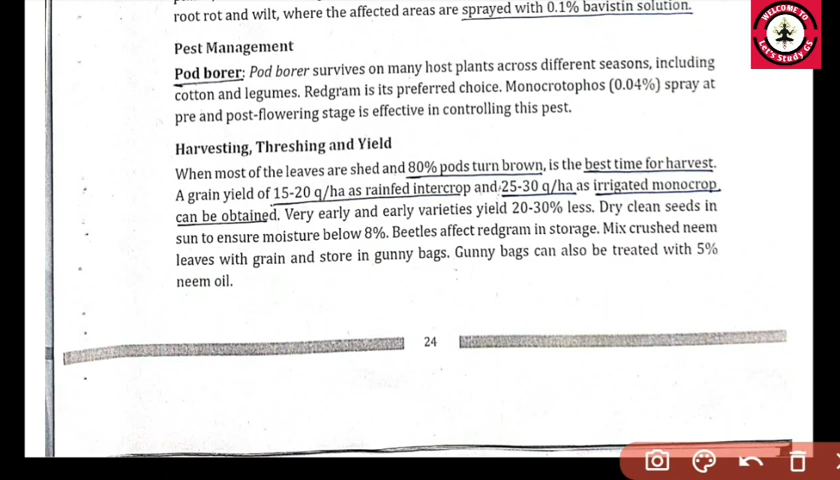 root rot and wilt, where the affected areas are sprayed with 0.1% bavistin solution.
WELCOME TO
Let's Study GS
Pest Management
Pod borer: Pod borer survives on many host plants across different seasons, including
cotton and legumes. Redgram is its preferred choice. Monocrotophos (0.04%) spray at
pre and post-flowering stage is effective in controlling this pest.
Harvesting, Threshing and Yield
When most of the leaves are shed and 80% pods turn brown, is the best time for harvest.
A grain yield of 15-20 q/ha as rainfed intercrop and 25-30 q/ha as irrigated monocrop
can be obtained. Very early and early varieties yield 20-30% less. Dry clean seeds in
sun to ensure moisture below 8%. Beetles affect redgram in storage. Mix crushed neem
leaves with grain and store in gunny bags. Gunny bags can also be treated with 5%
neem oil.
24